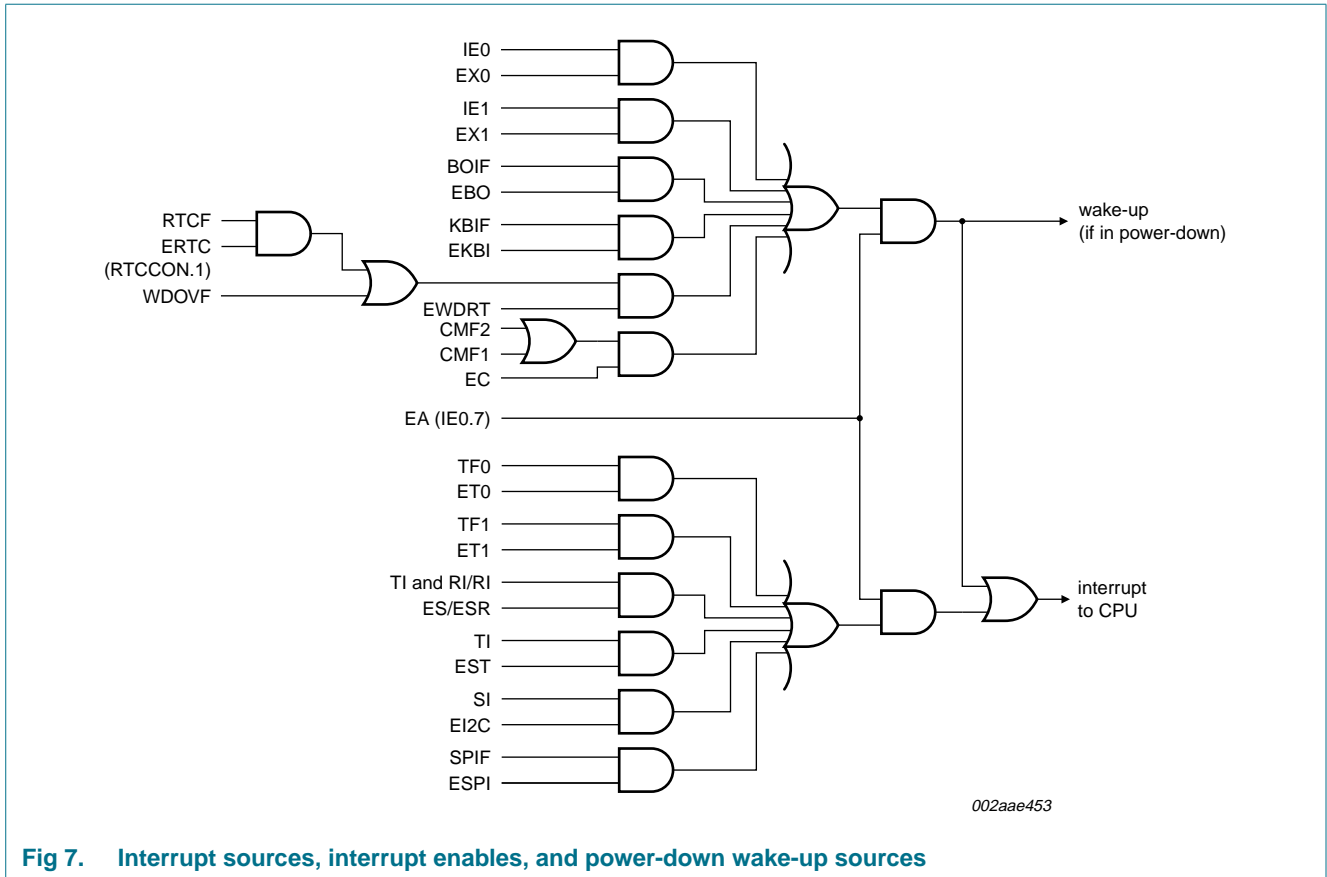 IE0
EX0
IE1
EX1
BOIF
EBO
KBIF
EKBI
RTCF
ERTC
(RTCCON.1)
WDOVF
EWDRT
CMF2
CMF1
EC
EA (IE0.7)
wake-up
(if in power-down)
TF0
ET0
TF1
ET1
TI and RI/RI
ES/ESR
TI
EST
SI
EI2C
SPIF
ESPI
interrupt
to CPU
002aae453
Fig 7. Interrupt sources, interrupt enables, and power-down wake-up sources